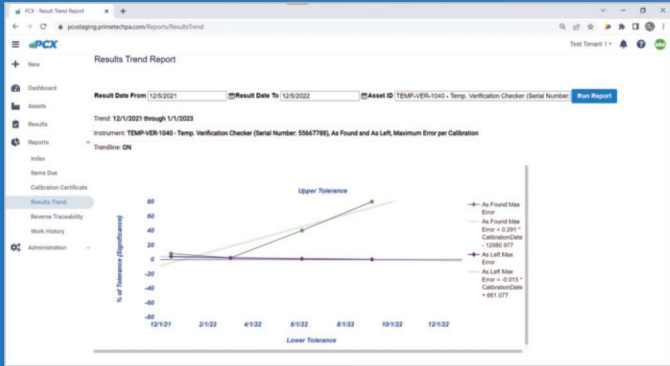 PCX - Result Trend Report
pcxstaging.primetechpa.com/Reports/ResultsTrend
PCX
Test Tenant 1
New
Dashboard
Assets
Results
Reports
Index
Items Due
Calibration Certificate
Results Trend
Reverse Traceability
Work History
Administration
Results Trend Report
Result Date From 12/5/2021 Result Date To 12/5/2022 Asset ID TEMP-VER-1040 - Temp. Verification Checker (Serial Number: Run Report
Trend: 12/1/2021 through 1/1/2023
Instrument: TEMP-VER-1040 - Temp. Verification Checker (Serial Number: 55667788), As Found and As Left, Maximum Error per Calibration
Trendline: ON
Upper Tolerance
% of Tolerance (Significance)
80
60
40
20
0
-20
-40
-60
-80
12/1/21 2/1/22 4/1/22 6/1/22 8/1/22 10/1/22 12/1/22
Lower Tolerance
As Found Max
Error
As Found Max
Error = 0.291 *
CalibrationDate
- 12980.977
As Left Max
Error
As Left Max
Error = -0.015 *
CalibrationDate
+ 661.077